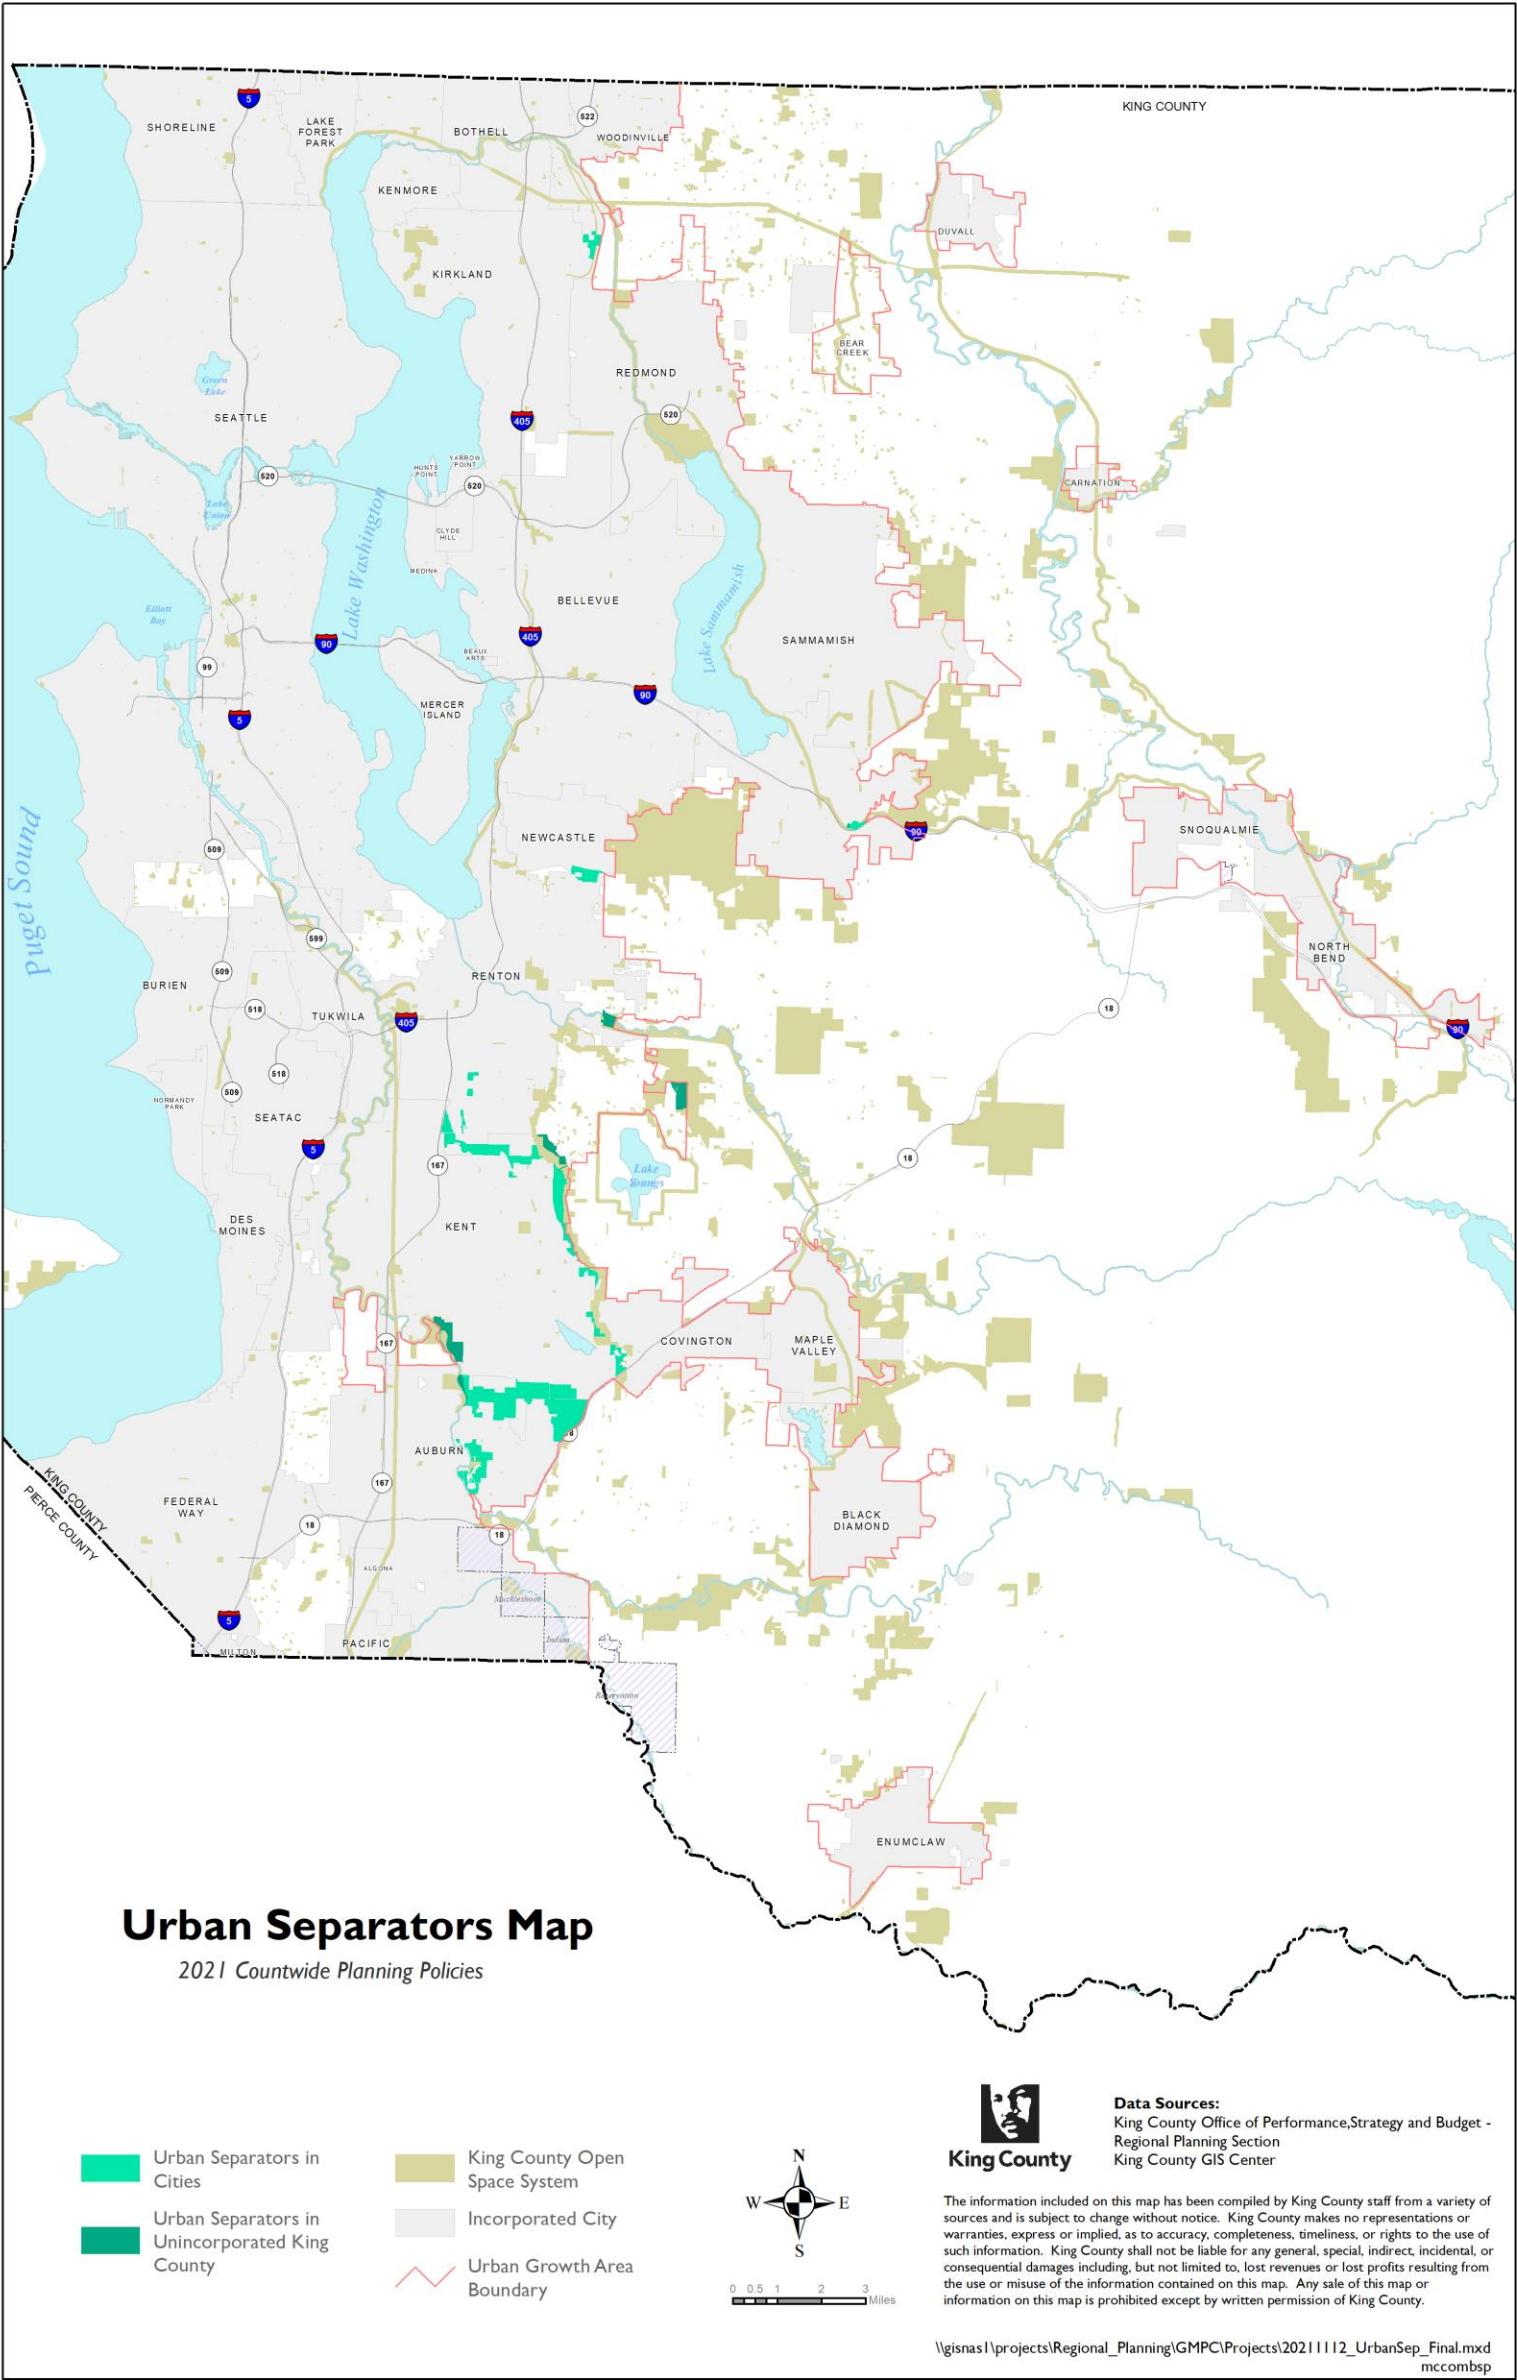 KING COUNTY
5
SHORELINE
LAKE
FOREST
PARK
BOTHELL
522
WOODINVILLE
KENMORE
DUVALL
KIRKLAND
BEAR
CREEK
REDMOND
Green
Lake
SEATTLE
405
520
HUNTS
POINT
YARROW
POINT
520
520
CARNATION
Lake
Union
CLYDE
HILL
Lake Washington
MEDINA
BELLEVUE
Elliott
Bay
Lake Sammamish
SAMMAMISH
90
405
BEAUX
ARTS
99
90
MERCER
ISLAND
5
Puget Sound
NEWCASTLE
90
SNOQUALMIE
509
599
NORTH
BEND
RENTON
509
BURIEN
518
TUKWILA
405
18
90
518
509
NORMANDY
PARK
SEATAC
5
167
18
Lake
Youngs
DES
MOINES
KENT
167
COVINGTON
MAPLE
VALLEY
AUBURN
167
KING COUNTY
PIERCE COUNTY
FEDERAL
WAY
18
18
BLACK
DIAMOND
ALGONA
Muckleshoot
5
PACIFIC
MILTON
Indian
Reservation
ENUMCLAW
Urban Separators Map
2021 Countwide Planning Policies
Urban Separators in
Cities
Urban Separators in
Unincorporated King
County
King County Open
Space System
Incorporated City
Urban Growth Area
Boundary
N
W E
S
0 0.5 1 2 3
Miles
King County
Data Sources:
King County Office of Performance,Strategy and Budget -
Regional Planning Section
King County GIS Center
The information included on this map has been compiled by King County staff from a variety of
sources and is subject to change without notice. King County makes no representations or
warranties, express or implied, as to accuracy, completeness, timeliness, or rights to the use of
such information. King County shall not be liable for any general, special, indirect, incidental, or
consequential damages including, but not limited to, lost revenues or lost profits resulting from
the use or misuse of the information contained on this map. Any sale of this map or
information on this map is prohibited except by written permission of King County.
\\gisnas1\projects\Regional_Planning\GMPC\Projects\20211112_UrbanSep_Final.mxd
mccombsp